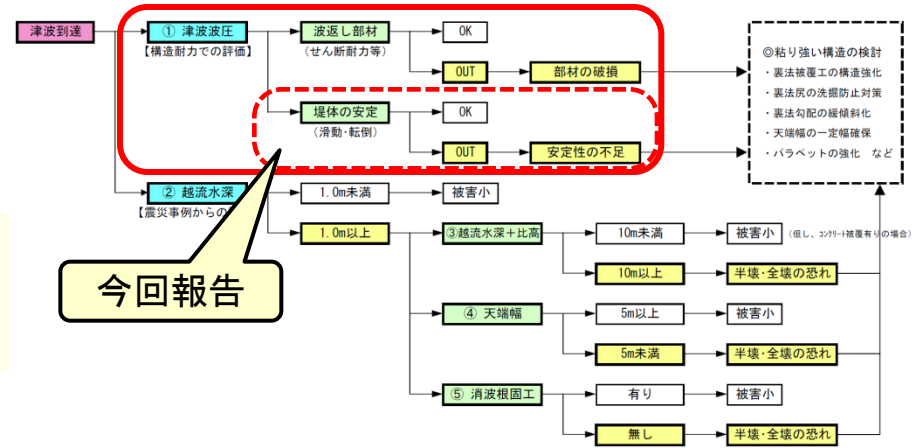 津波到達
① 津波波圧
【構造耐力での評価】
波返し部材
(せん断耐力等)
OK
OUT
部材の破損
堤体の安定
(滑動・転倒)
OK
OUT
安定性の不足
◎粘り強い構造の検討
・裏法被覆工の構造強化
・裏法尻の洗掘防止対策
・裏法勾配の緩傾斜化
・天端幅の一定幅確保
・パラペットの強化 など
② 越流水深
【震災事例からの
1.0m未満
被害小
1.0m以上
③越流水深+比高
10m未満
被害小
(但し、コンクリート被覆有りの場合)
10m以上
半壊・全壊の恐れ
④ 天端幅
5m以上
被害小
5m未満
半壊・全壊の恐れ
⑤ 消波根固工
有り
被害小
無し
半壊・全壊の恐れ
今回報告